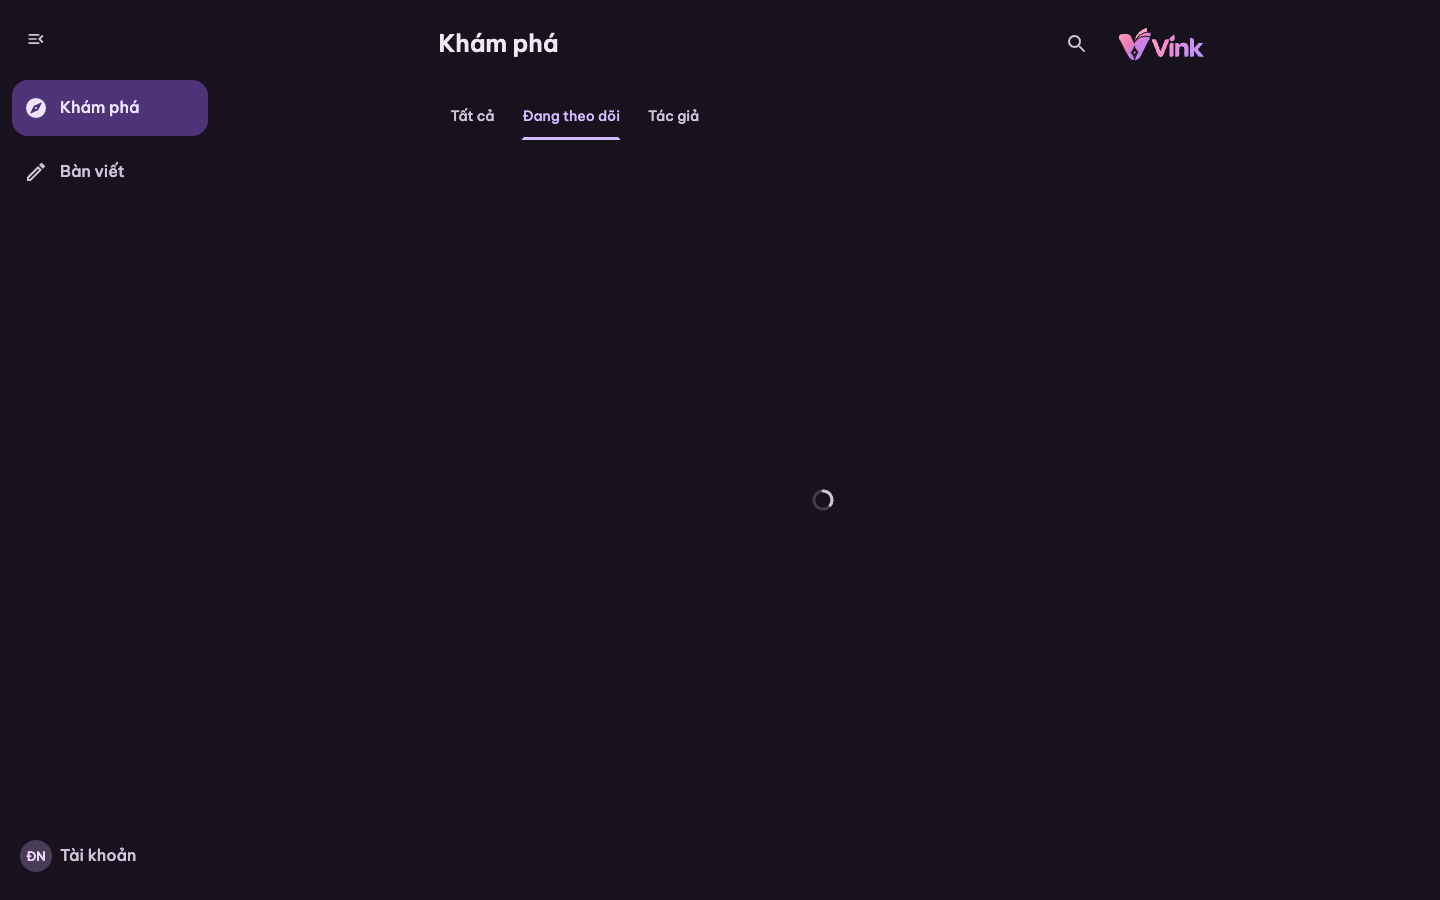 Khám phá
Vink
Khám phá
Bàn viết
Tất cả
Đang theo dõi
Tác giả
ĐN
Tài khoản